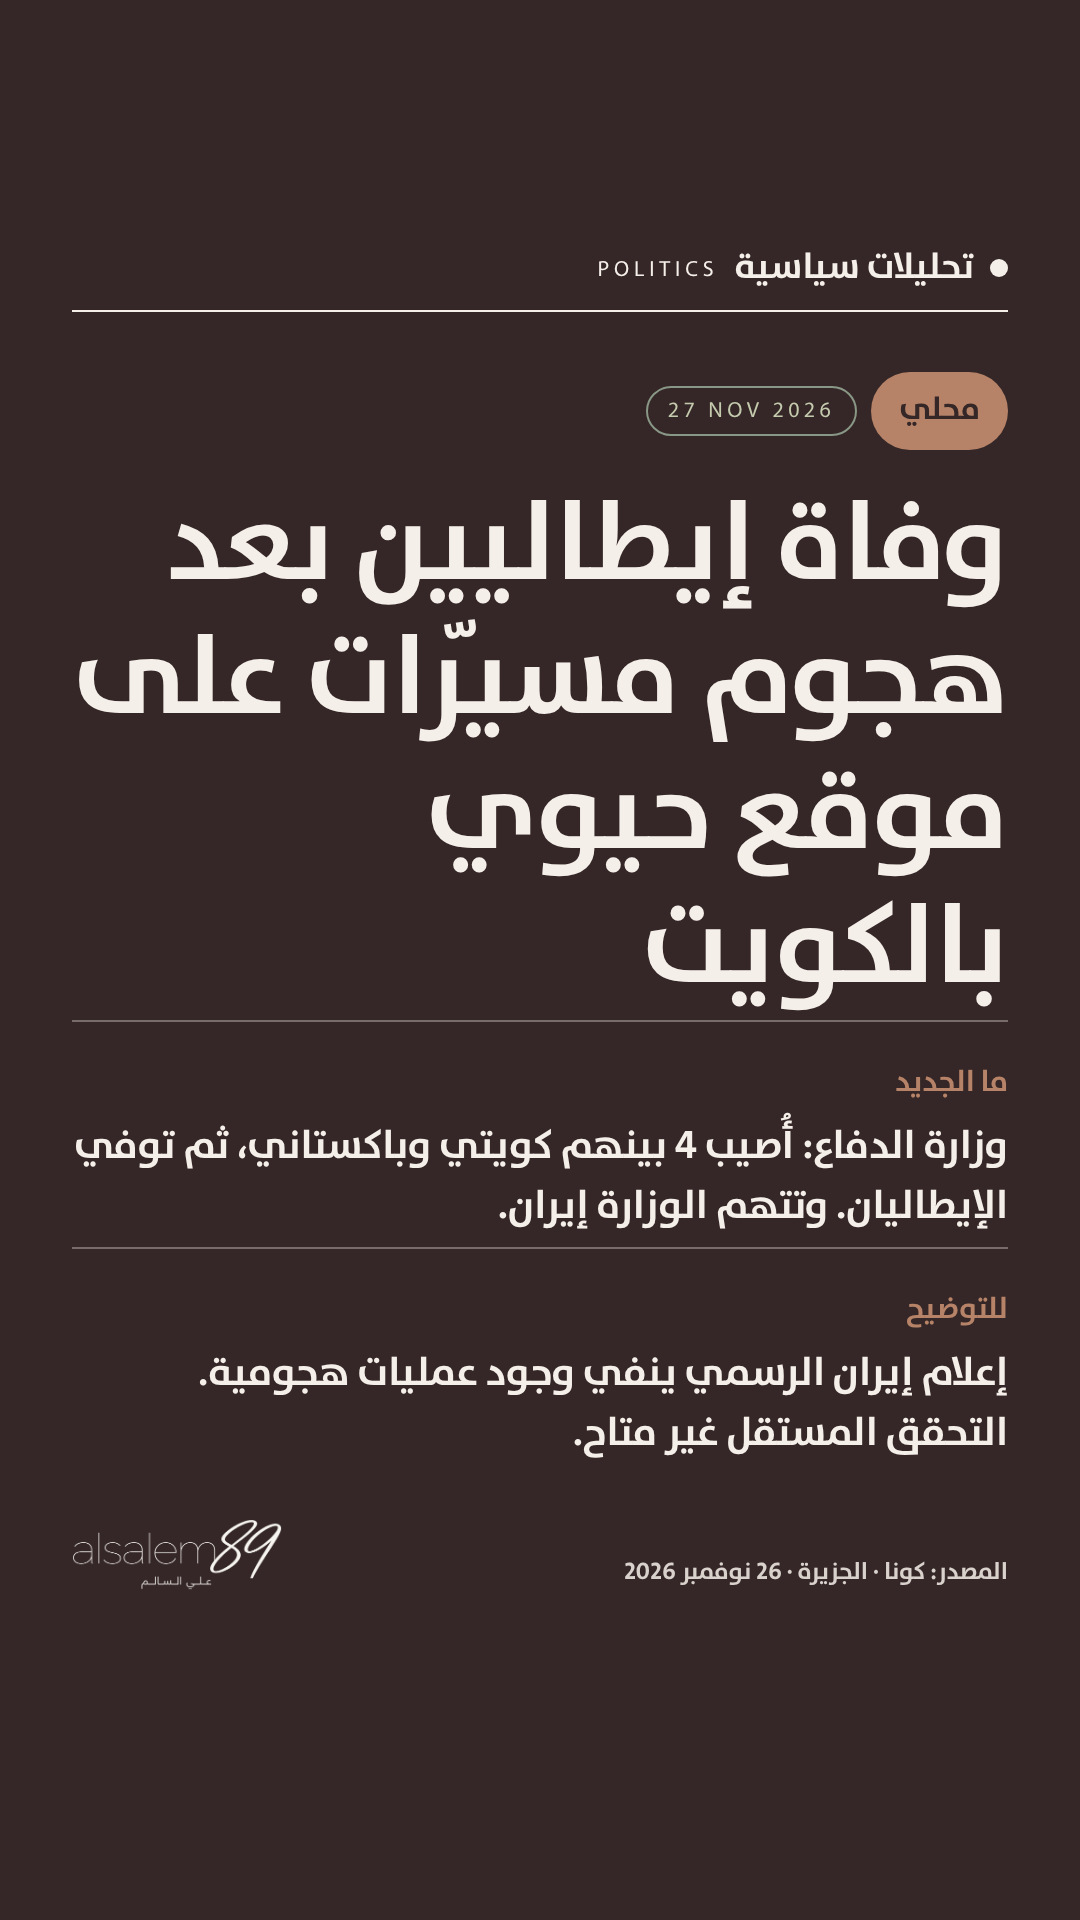 تحليلات سياسية POLITICS
محلي 27 NOV 2026
وفاة إيطاليين بعد
هجوم مسيّرات على
موقع حيوي
بالكويت
ما الجديد
وزارة الدفاع: أُصيب 4 بينهم كويتي وباكستاني، ثم توفي
الإيطاليان. وتتهم الوزارة إيران.
للتوضيح
إعلام إيران الرسمي ينفي وجود عمليات هجومية.
التحقق المستقل غير متاح.
المصدر: كونا · الجزيرة · 26 نوفمبر 2026
alsalem89
علي السالم